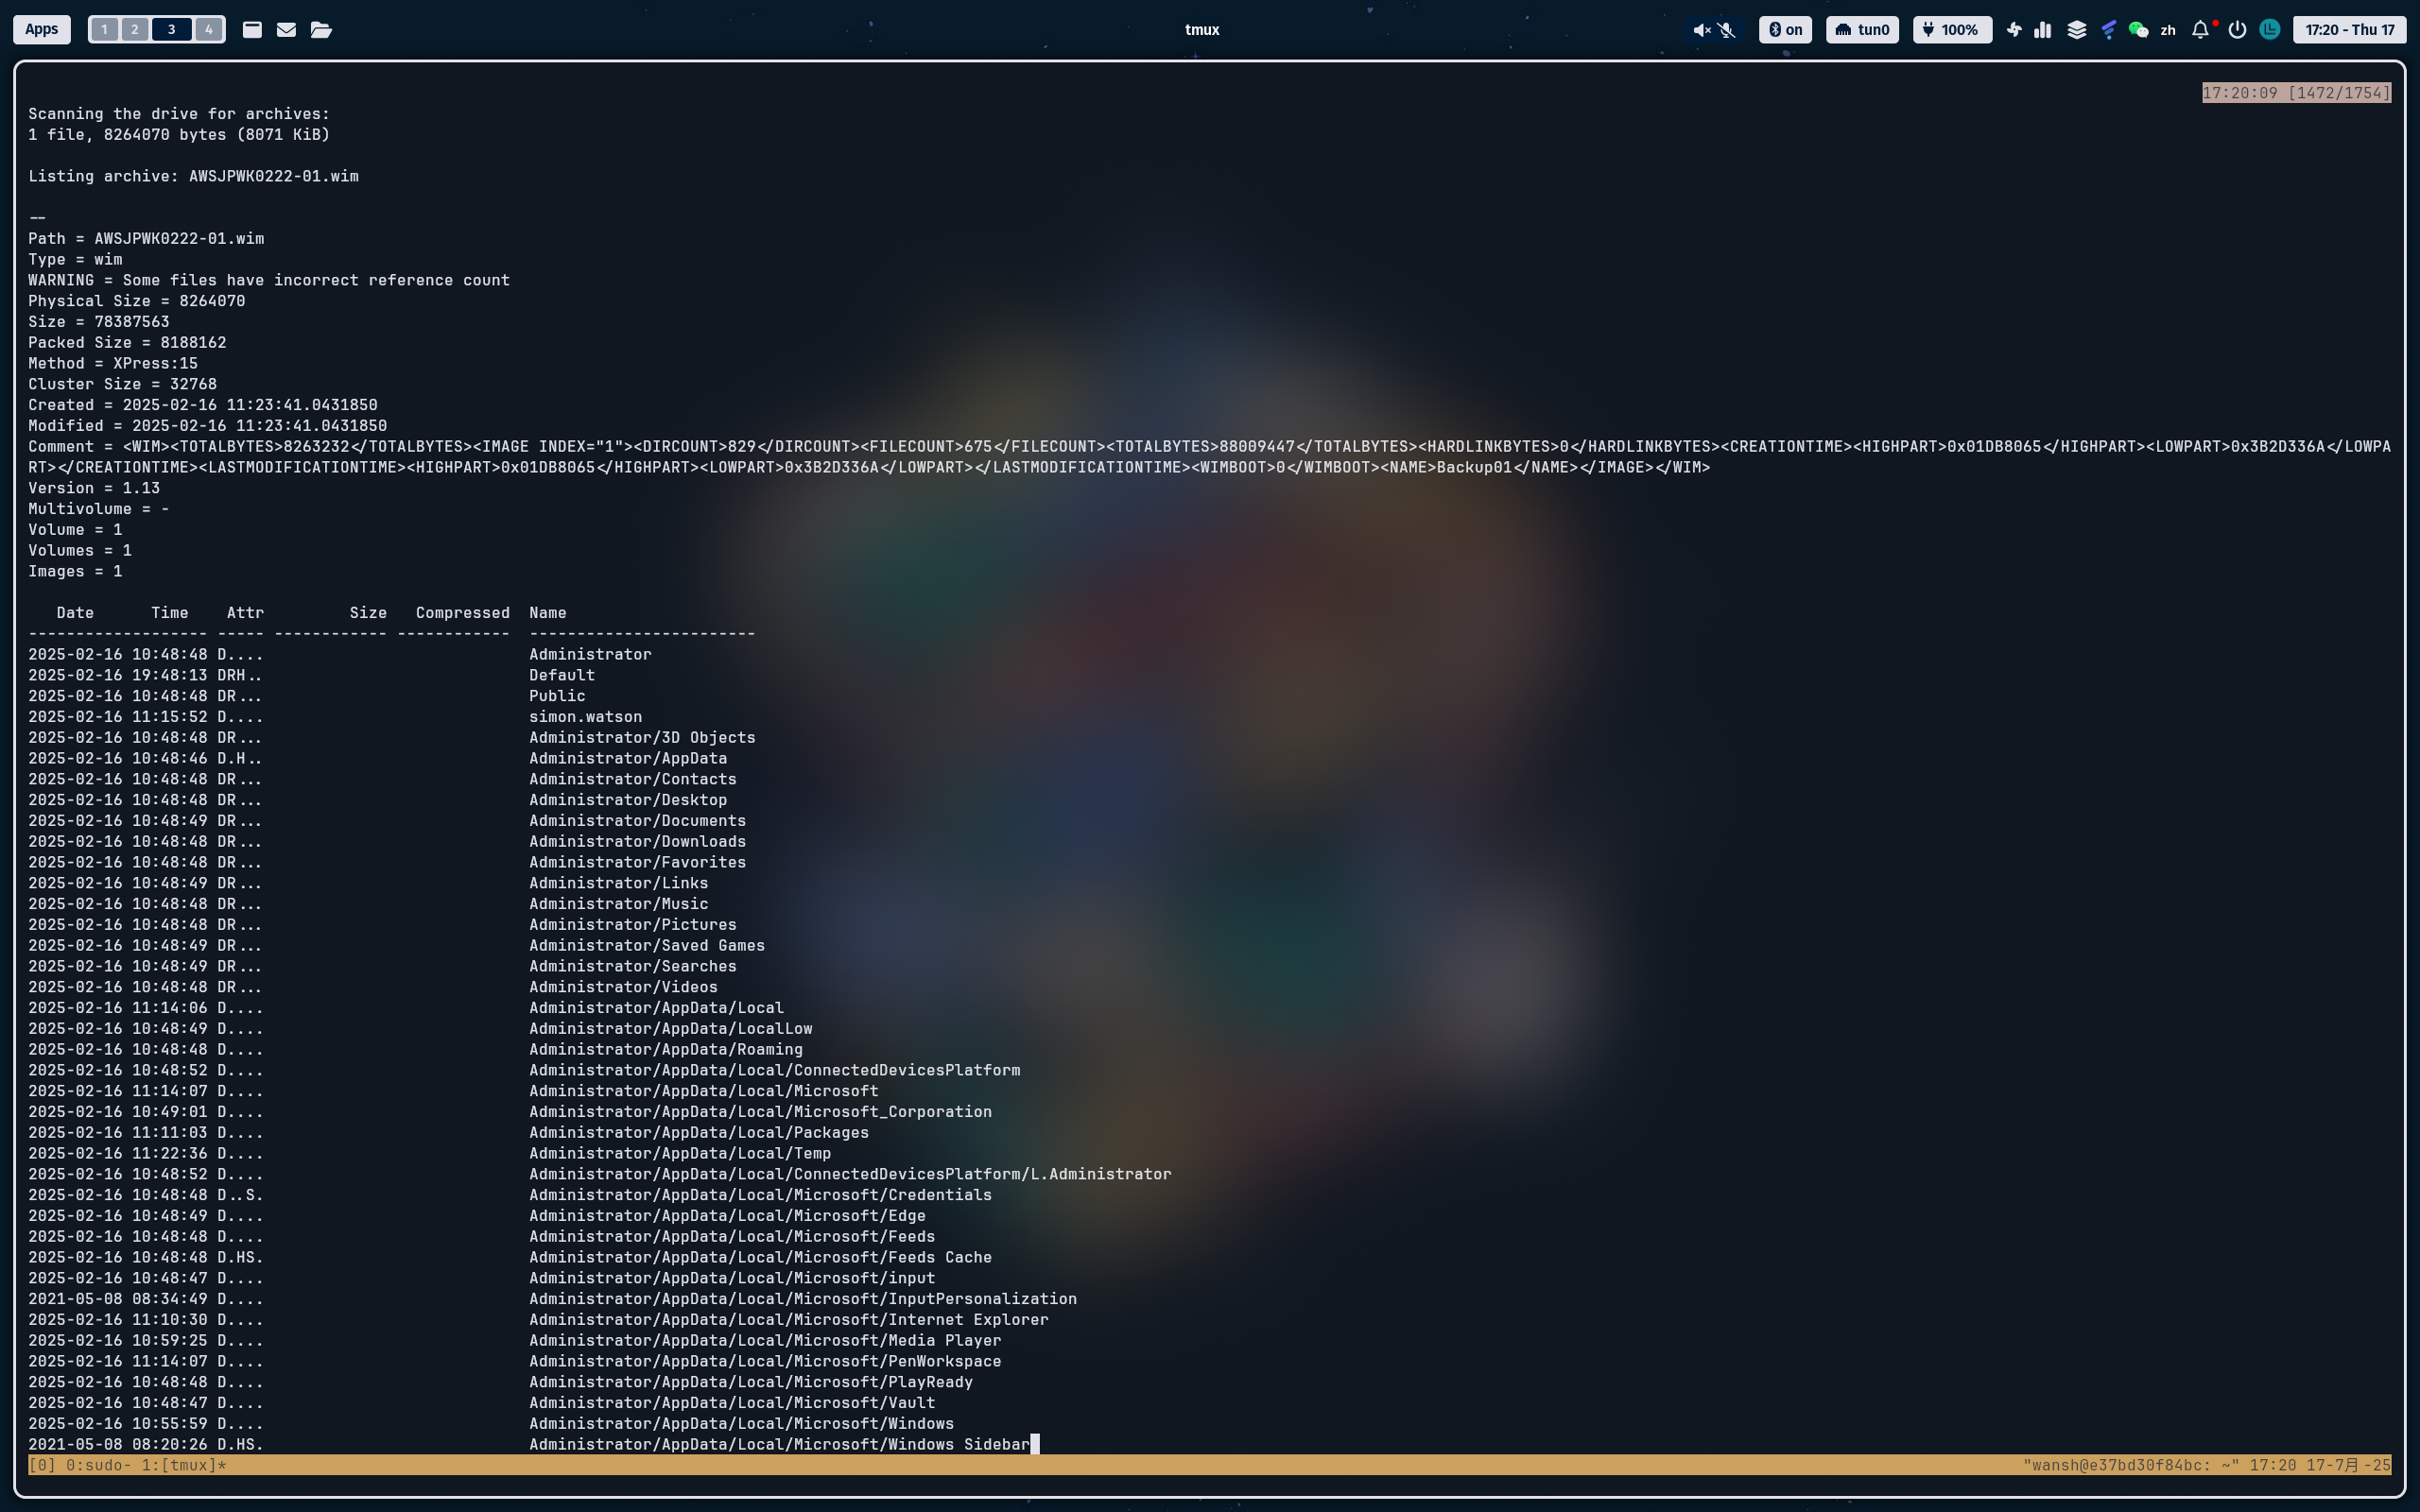 Apps 1 2 3 4 tmux on tun0 100% zh 17:20 - Thu 17
17:20:09 [1472/1754]
Scanning the drive for archives:
1 file, 8264070 bytes (8071 KiB)
Listing archive: AWSJPWK0222-01.wim
--
Path = AWSJPWK0222-01.wim
Type = wim
WARNING = Some files have incorrect reference count
Physical Size = 8264070
Size = 78387563
Packed Size = 8188162
Method = XPress:15
Cluster Size = 32768
Created = 2025-02-16 11:23:41.0431850
Modified = 2025-02-16 11:23:41.0431850
Comment = <WIM><TOTALBYTES>8263232</TOTALBYTES><IMAGE INDEX="1"><DIRCOUNT>829</DIRCOUNT><FILECOUNT>675</FILECOUNT><TOTALBYTES>88009447</TOTALBYTES><HARDLINKBYTES>0</HARDLINKBYTES><CREATIONTIME><HIGHPART>0x01DB8065</HIGHPART><LOWPART>0x3B2D336A</LOWPA
RT></CREATIONTIME><LASTMODIFICATIONTIME><HIGHPART>0x01DB8065</HIGHPART><LOWPART>0x3B2D336A</LOWPART></LASTMODIFICATIONTIME><WIMBOOT>0</WIMBOOT><NAME>Backup01</NAME></IMAGE></WIM>
Version = 1.13
Multivolume = -
Volume = 1
Volumes = 1
Images = 1
Date Time Attr Size Compressed Name
------------------- ----- ------------ ------------ ------------------------
2025-02-16 10:48:48 D.... Administrator
2025-02-16 19:48:13 DRH.. Default
2025-02-16 10:48:48 DR... Public
2025-02-16 11:15:52 D.... simon.watson
2025-02-16 10:48:48 DR... Administrator/3D Objects
2025-02-16 10:48:46 D.H.. Administrator/AppData
2025-02-16 10:48:48 DR... Administrator/Contacts
2025-02-16 10:48:48 DR... Administrator/Desktop
2025-02-16 10:48:49 DR... Administrator/Documents
2025-02-16 10:48:48 DR... Administrator/Downloads
2025-02-16 10:48:48 DR... Administrator/Favorites
2025-02-16 10:48:49 DR... Administrator/Links
2025-02-16 10:48:48 DR... Administrator/Music
2025-02-16 10:48:48 DR... Administrator/Pictures
2025-02-16 10:48:49 DR... Administrator/Saved Games
2025-02-16 10:48:49 DR... Administrator/Searches
2025-02-16 10:48:48 DR... Administrator/Videos
2025-02-16 11:14:06 D.... Administrator/AppData/Local
2025-02-16 10:48:49 D.... Administrator/AppData/LocalLow
2025-02-16 10:48:48 D.... Administrator/AppData/Roaming
2025-02-16 10:48:52 D.... Administrator/AppData/Local/ConnectedDevicesPlatform
2025-02-16 11:14:07 D.... Administrator/AppData/Local/Microsoft
2025-02-16 10:49:01 D.... Administrator/AppData/Local/Microsoft_Corporation
2025-02-16 11:11:03 D.... Administrator/AppData/Local/Packages
2025-02-16 11:22:36 D.... Administrator/AppData/Local/Temp
2025-02-16 10:48:52 D.... Administrator/AppData/Local/ConnectedDevicesPlatform/L.Administrator
2025-02-16 10:48:48 D..S. Administrator/AppData/Local/Microsoft/Credentials
2025-02-16 10:48:49 D.... Administrator/AppData/Local/Microsoft/Edge
2025-02-16 10:48:48 D.... Administrator/AppData/Local/Microsoft/Feeds
2025-02-16 10:48:48 D.HS. Administrator/AppData/Local/Microsoft/Feeds Cache
2025-02-16 10:48:47 D.... Administrator/AppData/Local/Microsoft/input
2021-05-08 08:34:49 D.... Administrator/AppData/Local/Microsoft/InputPersonalization
2025-02-16 11:10:30 D.... Administrator/AppData/Local/Microsoft/Internet Explorer
2025-02-16 10:59:25 D.... Administrator/AppData/Local/Microsoft/Media Player
2025-02-16 11:14:07 D.... Administrator/AppData/Local/Microsoft/PenWorkspace
2025-02-16 10:48:48 D.... Administrator/AppData/Local/Microsoft/PlayReady
2025-02-16 10:48:47 D.... Administrator/AppData/Local/Microsoft/Vault
2025-02-16 10:55:59 D.... Administrator/AppData/Local/Microsoft/Windows
2021-05-08 08:20:26 D.HS. Administrator/AppData/Local/Microsoft/Windows Sidebar
[0] 0:sudo- 1:[tmux]* "wansh@e37bd30f84bc: ~" 17:20 17-7月-25